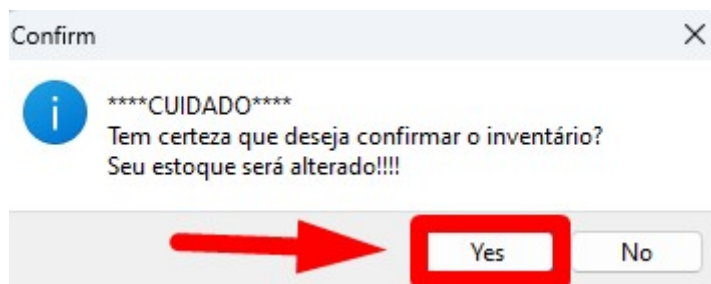 Confirm
****CUIDADO****
Tem certeza que deseja confirmar o inventário?
Seu estoque será alterado!!!!
Yes No